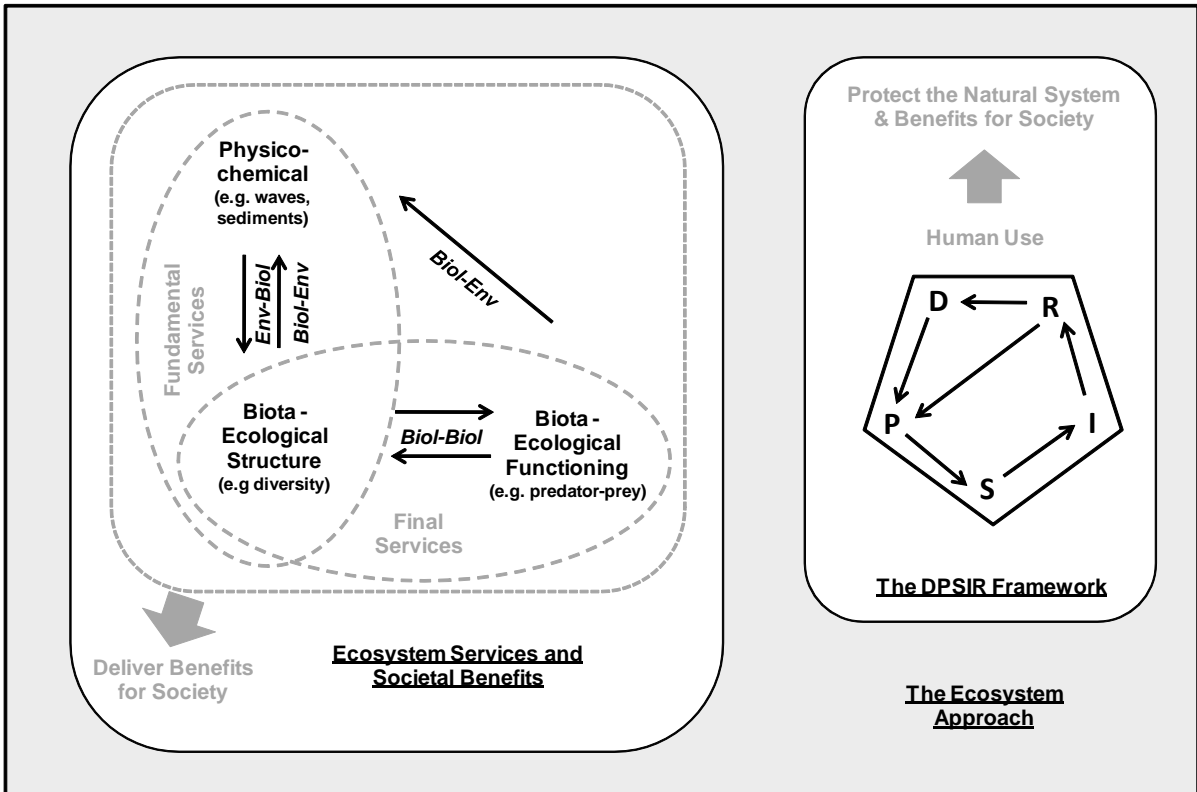 Physico-
chemical
(e.g. waves,
sediments)
Fundamental
Services
Env-Biol
Biol-Env
Biol-Env
Biota -
Ecological
Structure
(e.g diversity)
Biol-Biol
Biota -
Ecological
Functioning
(e.g. predator-prey)
Final
Services
Deliver Benefits
for Society
Ecosystem Services and
Societal Benefits
Protect the Natural System
& Benefits for Society
Human Use
D
R
P
I
S
The DPSIR Framework
The Ecosystem
Approach